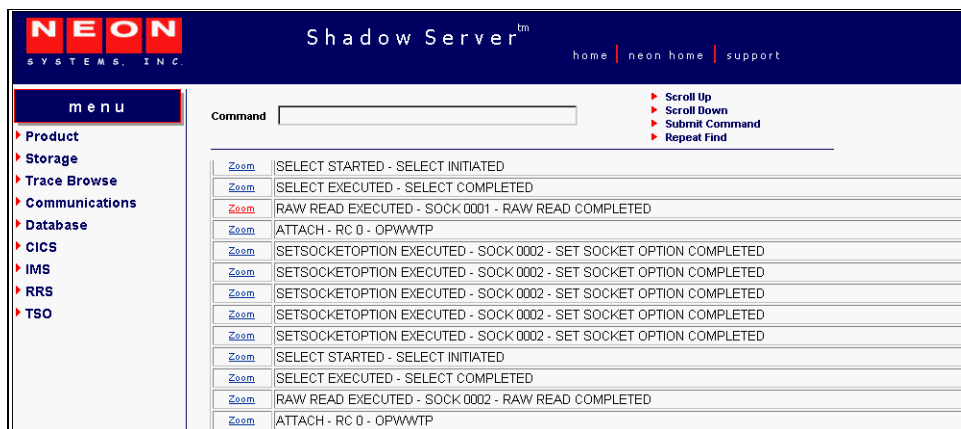 NEON
SYSTEMS, INC.
Shadow Server™
home | neon home | support
menu
Product
Storage
Trace Browse
Communications
Database
CICS
IMS
RRS
TSO
Command
Scroll Up
Scroll Down
Submit Command
Repeat Find
Zoom SELECT STARTED - SELECT INITIATED
Zoom SELECT EXECUTED - SELECT COMPLETED
Zoom RAW READ EXECUTED - SOCK 0001 - RAW READ COMPLETED
Zoom ATTACH - RC 0 - OPWWTP
Zoom SETSOCKETOPTION EXECUTED - SOCK 0002 - SET SOCKET OPTION COMPLETED
Zoom SETSOCKETOPTION EXECUTED - SOCK 0002 - SET SOCKET OPTION COMPLETED
Zoom SETSOCKETOPTION EXECUTED - SOCK 0002 - SET SOCKET OPTION COMPLETED
Zoom SETSOCKETOPTION EXECUTED - SOCK 0002 - SET SOCKET OPTION COMPLETED
Zoom SETSOCKETOPTION EXECUTED - SOCK 0002 - SET SOCKET OPTION COMPLETED
Zoom SELECT STARTED - SELECT INITIATED
Zoom SELECT EXECUTED - SELECT COMPLETED
Zoom RAW READ EXECUTED - SOCK 0002 - RAW READ COMPLETED
Zoom ATTACH - RC 0 - OPWWTP